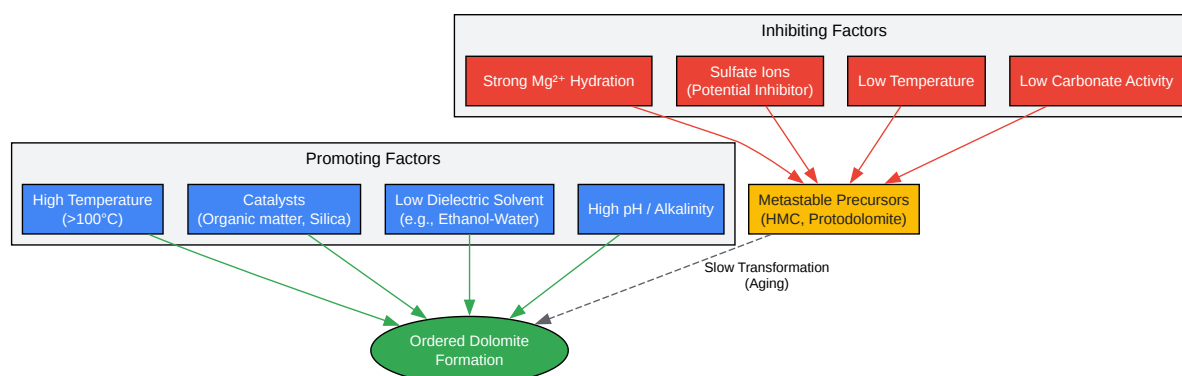 Inhibiting Factors
Strong Mg²⁺ Hydration
Sulfate Ions
(Potential Inhibitor)
Low Temperature
Low Carbonate Activity
Promoting Factors
High Temperature
(>100°C)
Catalysts
(Organic matter, Silica)
Low Dielectric Solvent
(e.g., Ethanol-Water)
High pH / Alkalinity
Metastable Precursors
(HMC, Protodolomite)
Slow Transformation
(Aging)
Ordered Dolomite
Formation